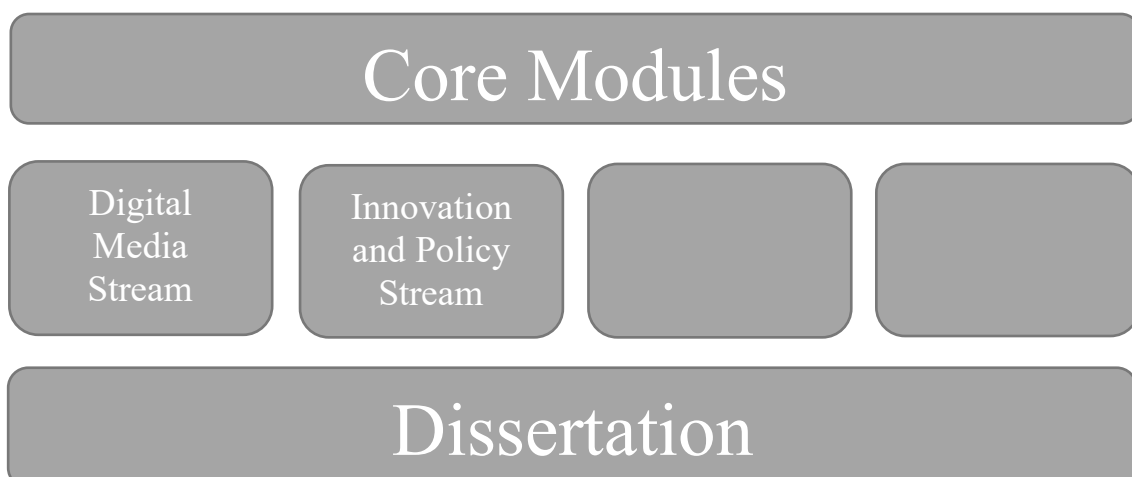 Core Modules
Digital
Media
Stream
Innovation
and Policy
Stream
Dissertation